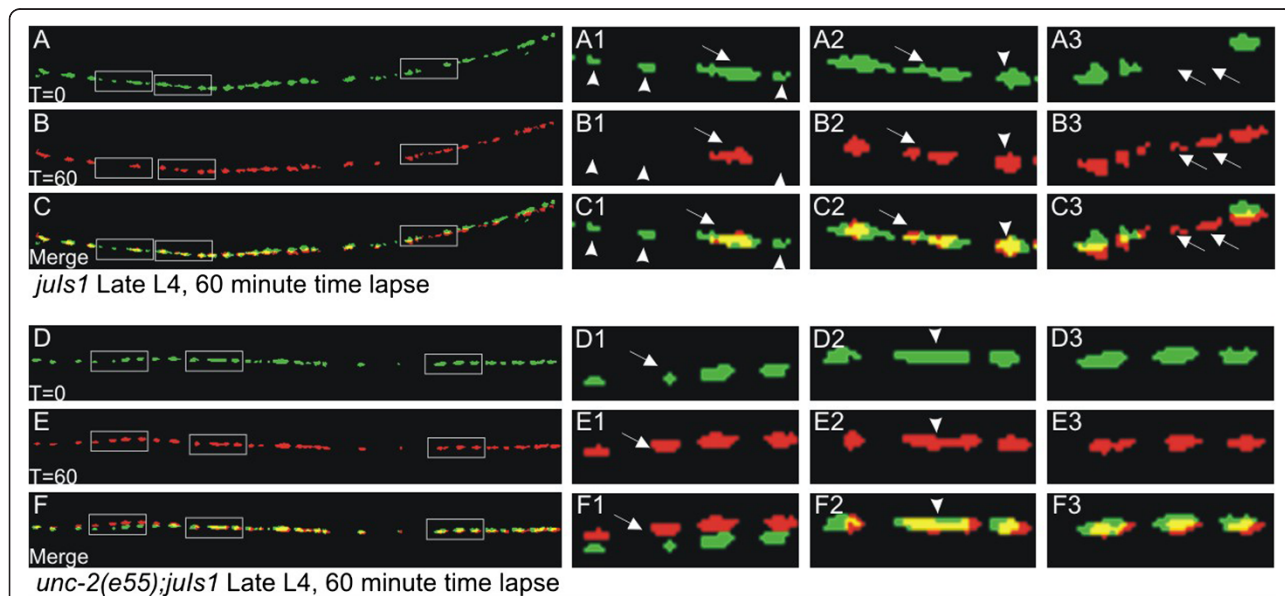 A
T=0
A1
A2
A3
B
T=60
B1
B2
B3
C
Merge
C1
C2
C3
juIs1 Late L4, 60 minute time lapse
D
T=0
D1
D2
D3
E
T=60
E1
E2
E3
F
Merge
F1
F2
F3
unc-2(e55);juIs1 Late L4, 60 minute time lapse